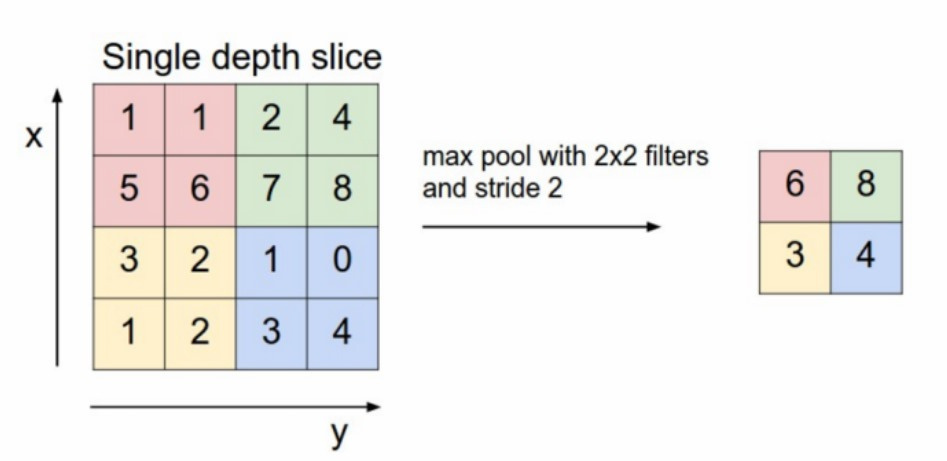 Single depth slice
x
1 1 2 4
5 6 7 8
3 2 1 0
1 2 3 4
y
max pool with 2x2 filters
and stride 2
6 8
3 4